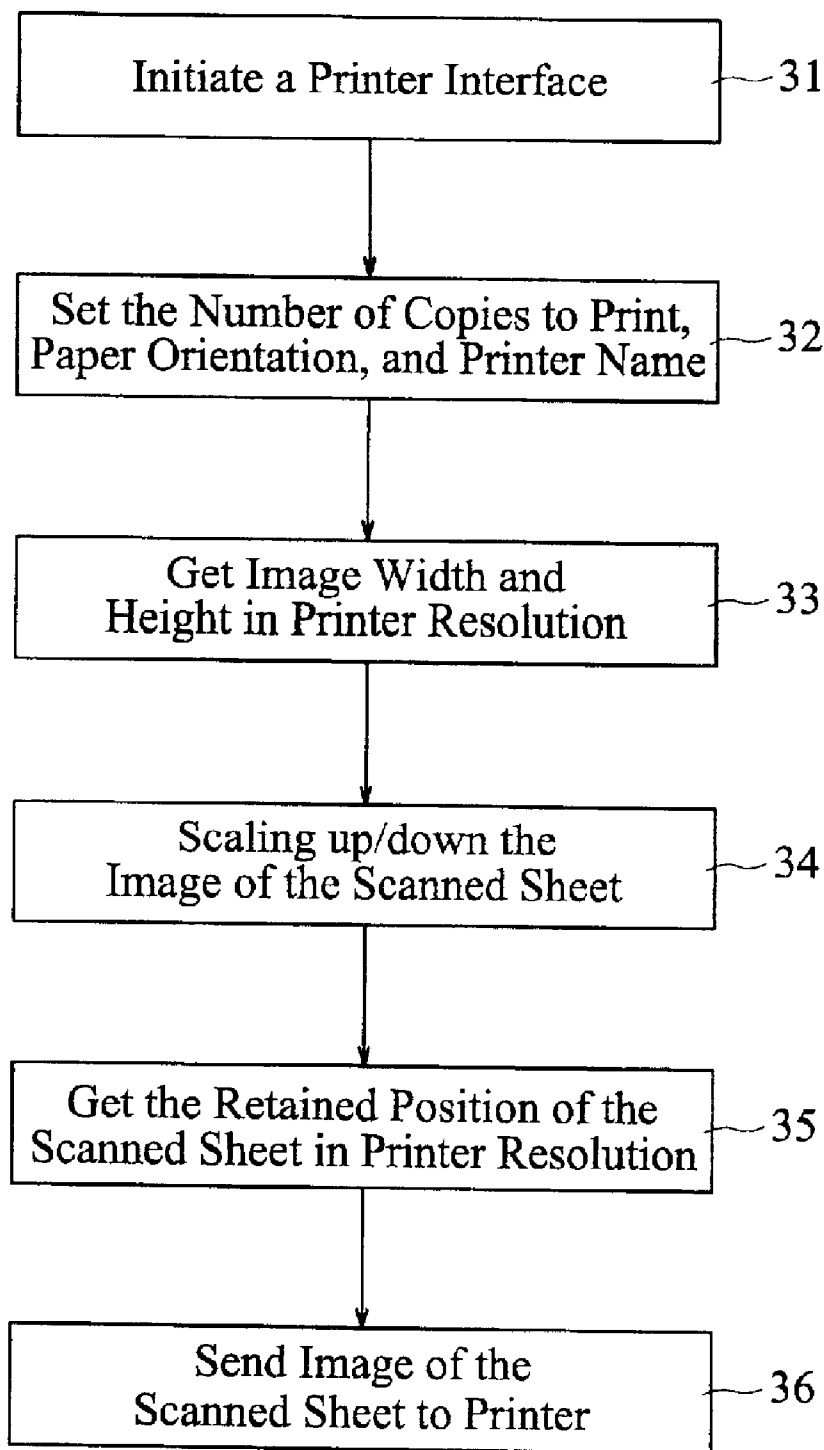 Initiate a Printer Interface
31
Set the Number of Copies to Print,
Paper Orientation, and Printer Name
32
Get Image Width and
Height in Printer Resolution
33
Scaling up/down the
Image of the Scanned Sheet
34
Get the Retained Position of the
Scanned Sheet in Printer Resolution
35
Send Image of the
Scanned Sheet to Printer
36